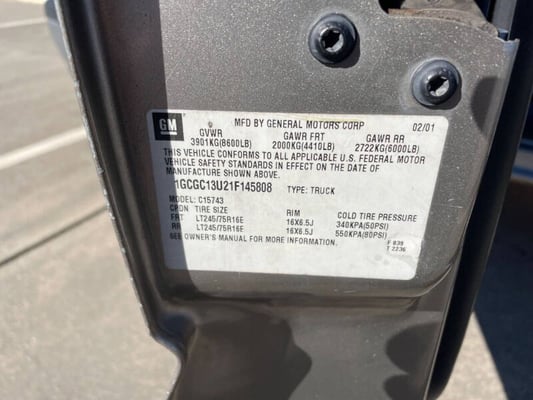 GM MFD BY GENERAL MOTORS CORP 02/01
GVWR GAWR FRT GAWR RR
3901KG(8600LB) 2000KG(4410LB) 2722KG(6000LB)
THIS VEHICLE CONFORMS TO ALL APPLICABLE U.S. FEDERAL MOTOR
VEHICLE SAFETY STANDARDS IN EFFECT ON THE DATE OF
MANUFACTURE SHOWN ABOVE.
1GCGC13U21F145808 TYPE: TRUCK
MODEL: C15743
CPON TIRE SIZE RIM COLD TIRE PRESSURE
FRT LT245/75R16E 16X6.5J 340KPA(50PSI)
RR LT245/75R16E 16X6.5J 550KPA(80PSI)
SEE OWNER'S MANUAL FOR MORE INFORMATION
F 839
T 2236